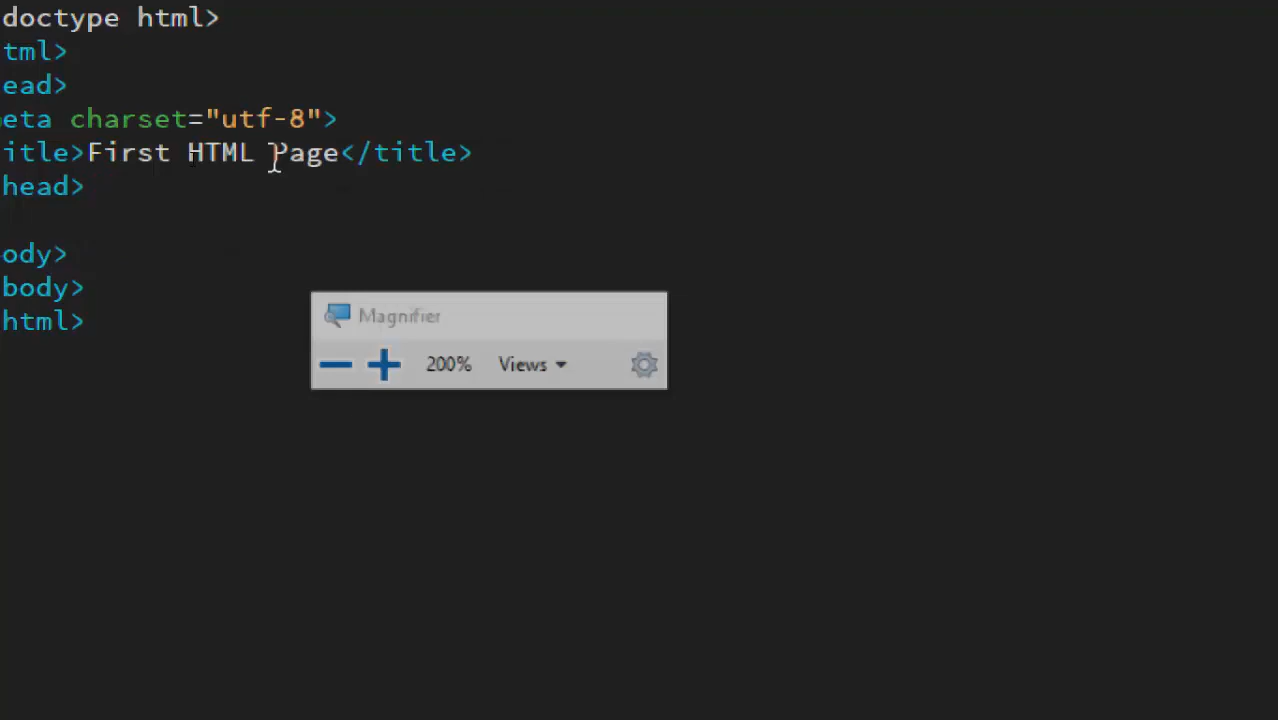 doctype html>
tml>
ead>
eta charset="utf-8">
itle>First HTML Page</title>
head>
ody>
body>
html>
Magnifier
200% Views